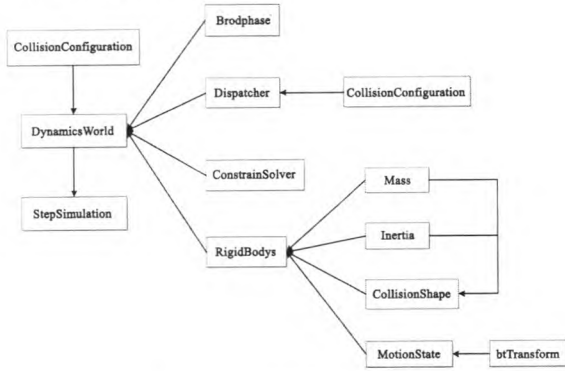 Brodphase
CollisionConfiguration
Dispatcher
CollisionConfiguration
DynamicsWorld
ConstrainSolver
Mass
StepSimulation
Inertia
RigidBodys
CollisionShape
MotionState
btTransform